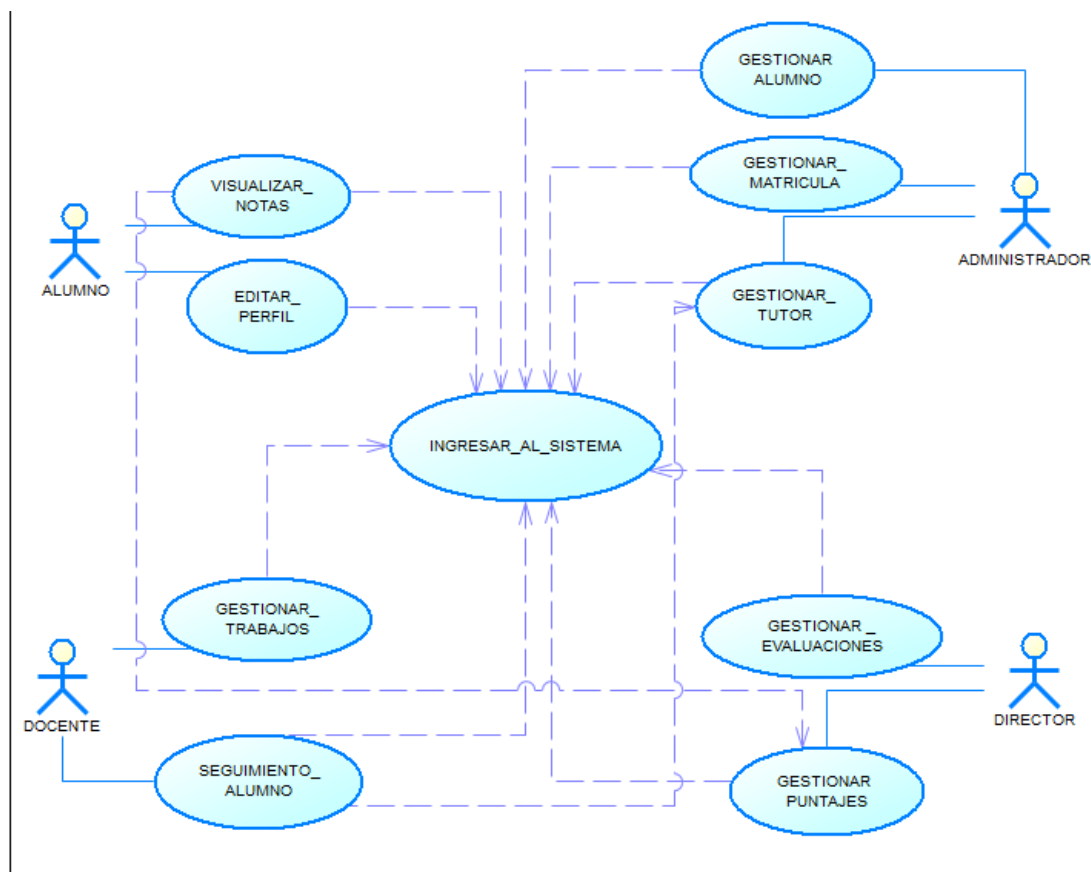 GESTIONAR
ALUMNO
GESTIONAR_
MATRICULA
VISUALIZAR_
NOTAS
ADMINISTRADOR
ALUMNO
EDITAR_
PERFIL
GESTIONAR_
TUTOR
INGRESAR_AL_SISTEMA
GESTIONAR_
TRABAJOS
GESTIONAR_
EVALUACIONES
DOCENTE
DIRECTOR
SEGUIMIENTO_
ALUMNO
GESTIONAR
PUNTAJES